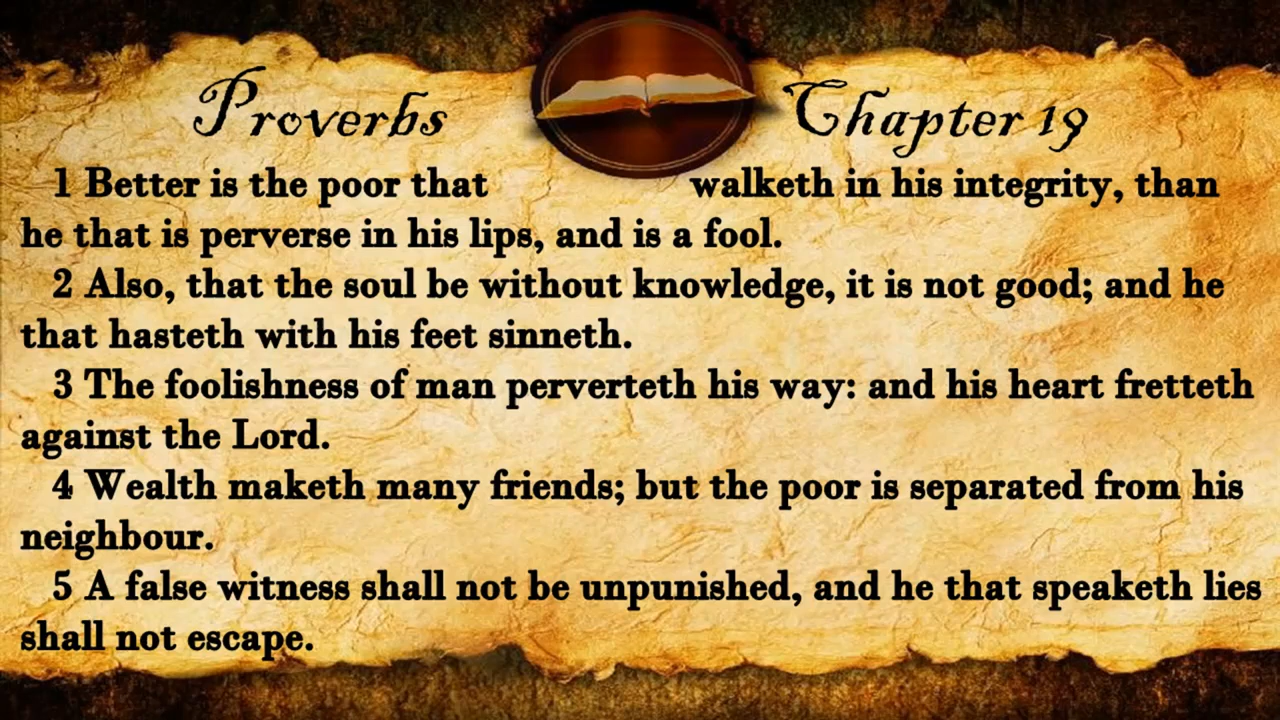 Proverbs Chapter 19
1 Better is the poor that walketh in his integrity, than
he that is perverse in his lips, and is a fool.
2 Also, that the soul be without knowledge, it is not good; and he
that hasteth with his feet sinneth.
3 The foolishness of man perverteth his way: and his heart fretteth
against the Lord.
4 Wealth maketh many friends; but the poor is separated from his
neighbour.
5 A false witness shall not be unpunished, and he that speaketh lies
shall not escape.